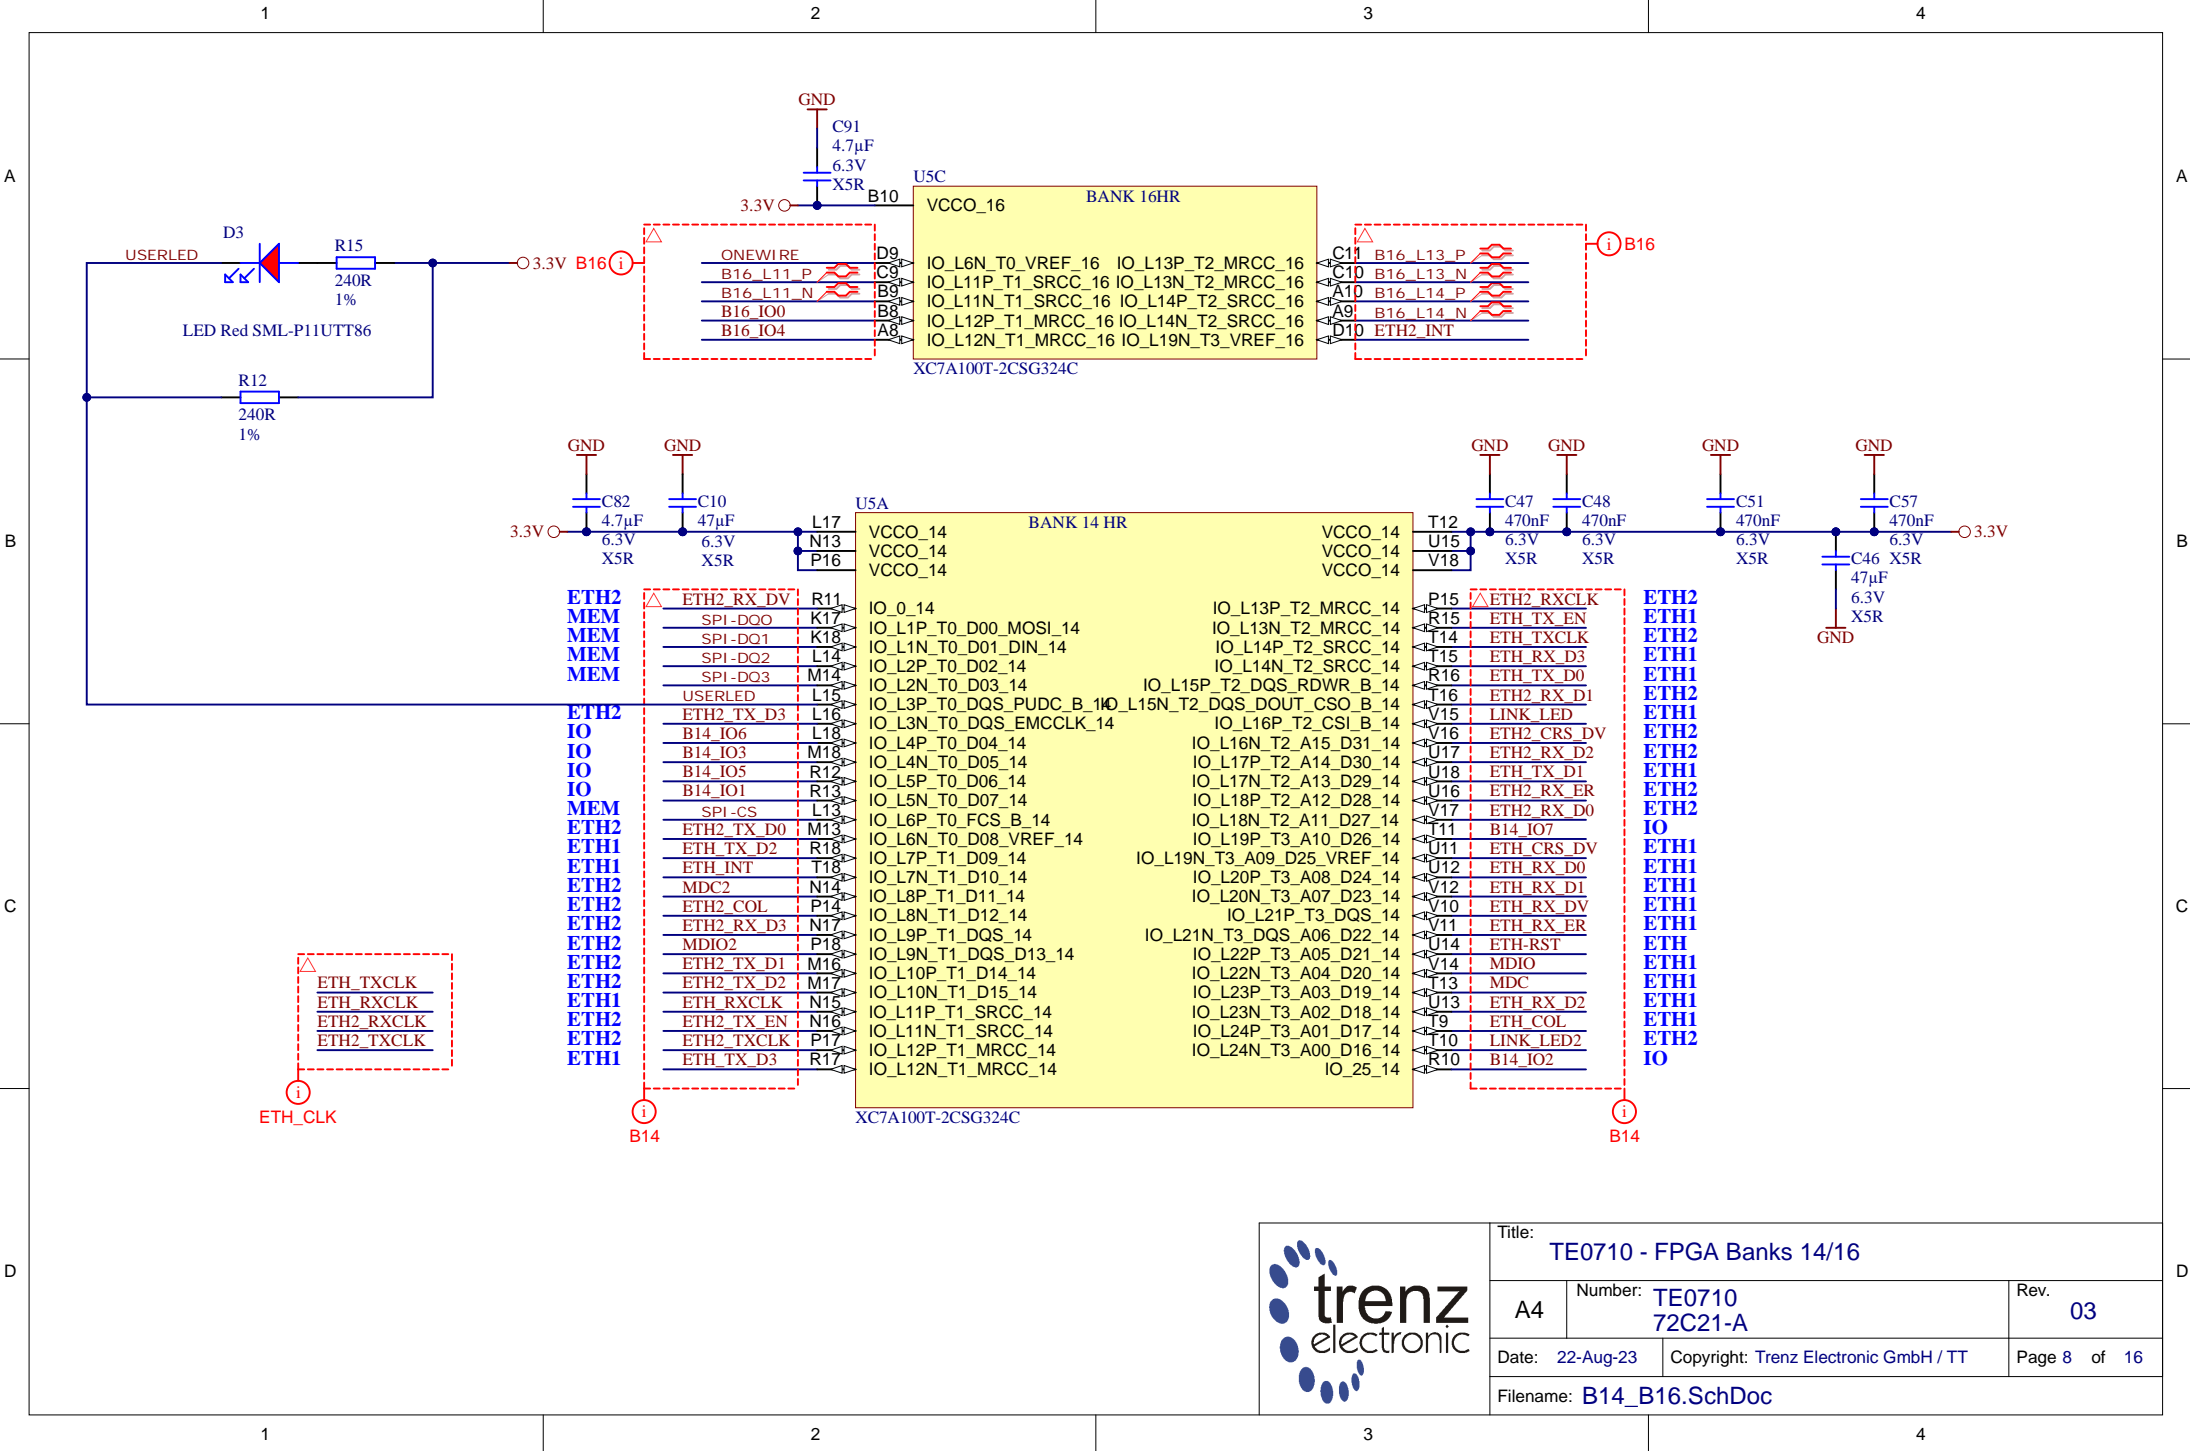 1 2 3 4
A
A
B
B
C
C
D
D
GND
C91
4.7µF
6.3V
X5R
3.3V
B10
U5C
BANK 16HR
VCCO_16
D3
USERLED
R15
240R
1%
3.3V
LED Red SML-P11UTT86
R12
240R
1%
B16
i
ONEWIRE D9 IO_L6N_T0_VREF_16 IO_L13P_T2_MRCC_16 C11 B16_L13_P
B16_L11_P C9 IO_L11P_T1_SRCC_16 IO_L13N_T2_MRCC_16 C10 B16_L13_N
B16_L11_N B9 IO_L11N_T1_SRCC_16 IO_L14P_T2_SRCC_16 A10 B16_L14_P
B16_IO0 B8 IO_L12P_T1_MRCC_16 IO_L14N_T2_SRCC_16 A9 B16_L14_N
B16_IO4 A8 IO_L12N_T1_MRCC_16 IO_L19N_T3_VREF_16 D10 ETH2_INT
i
B16
XC7A100T-2CSG324C
GND
C82
4.7µF
6.3V
X5R
GND
C10
47µF
6.3V
X5R
3.3V
GND
C47
470nF
6.3V
X5R
GND
C48
470nF
6.3V
X5R
GND
C51
470nF
6.3V
X5R
GND
C57
470nF
6.3V
X5R
3.3V
C46
47µF
6.3V
X5R
GND
U5A
BANK 14 HR
L17 VCCO_14 VCCO_14 T12
N13 VCCO_14 VCCO_14 U15
P16 VCCO_14 VCCO_14 V18
ETH2 ETH2_RX_DV R11 IO_0_14 IO_L13P_T2_MRCC_14 P15 ETH2_RXCLK ETH2
MEM SPI-DQ0 K17 IO_L1P_T0_D00_MOSI_14 IO_L13N_T2_MRCC_14 R15 ETH_TX_EN ETH1
MEM SPI-DQ1 K18 IO_L1N_T0_D01_DIN_14 IO_L14P_T2_SRCC_14 T14 ETH_TXCLK ETH2
MEM SPI-DQ2 L14 IO_L2P_T0_D02_14 IO_L14N_T2_SRCC_14 T15 ETH_RX_D3 ETH1
MEM SPI-DQ3 M14 IO_L2N_T0_D03_14 IO_L15P_T2_DQS_RDWR_B_14 R16 ETH_TX_D0 ETH1
USERLED L15 IO_L3P_T0_DQS_PUDC_B_14 IO_L15N_T2_DQS_DOUT_CSO_B_14 T16 ETH2_RX_D1 ETH2
ETH2 ETH2_TX_D3 L16 IO_L3N_T0_DQS_EMCCLK_14 IO_L16P_T2_CSI_B_14 V15 LINK_LED ETH1
IO B14_IO6 L18 IO_L4P_T0_D04_14 IO_L16N_T2_A15_D31_14 V16 ETH2_CRS_DV ETH2
IO B14_IO3 M18 IO_L4N_T0_D05_14 IO_L17P_T2_A14_D30_14 U17 ETH2_RX_D2 ETH2
IO B14_IO5 R12 IO_L5P_T0_D06_14 IO_L17N_T2_A13_D29_14 U18 ETH_TX_D1 ETH1
IO B14_IO1 R13 IO_L5N_T0_D07_14 IO_L18P_T2_A12_D28_14 U16 ETH2_RX_ER ETH2
MEM SPI-CS L13 IO_L6P_T0_FCS_B_14 IO_L18N_T2_A11_D27_14 V17 ETH2_RX_D0 ETH2
ETH2 ETH2_TX_D0 M13 IO_L6N_T0_D08_VREF_14 IO_L19P_T3_A10_D26_14 T11 B14_IO7 IO
ETH1 ETH_TX_D2 R18 IO_L7P_T1_D09_14 IO_L19N_T3_A09_D25_VREF_14 U11 ETH_CRS_DV ETH1
ETH1 ETH_INT T18 IO_L7N_T1_D10_14 IO_L20P_T3_A08_D24_14 U12 ETH_RX_D0 ETH1
ETH2 MDC2 N14 IO_L8P_T1_D11_14 IO_L20N_T3_A07_D23_14 V12 ETH_RX_D1 ETH1
ETH2 ETH2_COL P14 IO_L8N_T1_D12_14 IO_L21P_T3_DQS_14 V10 ETH_RX_DV ETH1
ETH2 ETH2_RX_D3 N17 IO_L9P_T1_DQS_14 IO_L21N_T3_DQS_A06_D22_14 V11 ETH_RX_ER ETH1
ETH2 MDIO2 P18 IO_L9N_T1_DQS_D13_14 IO_L22P_T3_A05_D21_14 U14 ETH-RST ETH
ETH2 ETH2_TX_D1 M16 IO_L10P_T1_D14_14 IO_L22N_T3_A04_D20_14 V14 MDIO ETH1
ETH2 ETH2_TX_D2 M17 IO_L10N_T1_D15_14 IO_L23P_T3_A03_D19_14 T13 MDC ETH1
ETH1 ETH_RXCLK N15 IO_L11P_T1_SRCC_14 IO_L23N_T3_A02_D18_14 U13 ETH_RX_D2 ETH1
ETH2 ETH2_TX_EN N16 IO_L11N_T1_SRCC_14 IO_L24P_T3_A01_D17_14 T9 ETH_COL ETH1
ETH2 ETH2_TXCLK P17 IO_L12P_T1_MRCC_14 IO_L24N_T3_A00_D16_14 T10 LINK_LED2 ETH2
ETH1 ETH_TX_D3 R17 IO_L12N_T1_MRCC_14 IO_25_14 R10 B14_IO2 IO
XC7A100T-2CSG324C
i
B14
i
B14
ETH_TXCLK
ETH_RXCLK
ETH2_RXCLK
ETH2_TXCLK
i
ETH_CLK
trenz
electronic
Title:
TE0710 - FPGA Banks 14/16
A4
Number: TE0710
72C21-A
Rev.
03
Date: 22-Aug-23
Copyright: Trenz Electronic GmbH / TT
Page 8 of 16
Filename: B14_B16.SchDoc
1 2 3 4